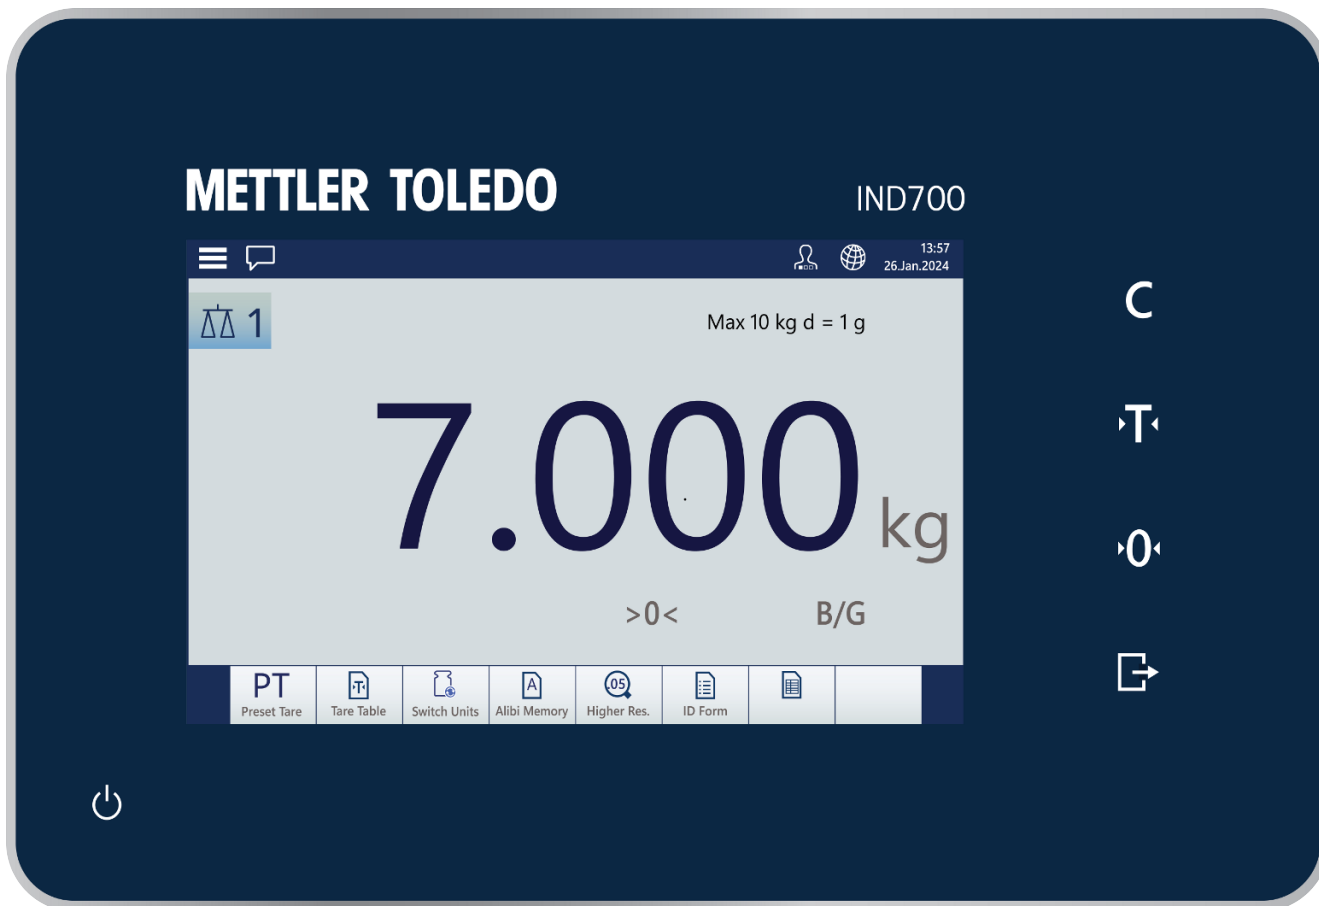 METTLER TOLEDO
IND700
13:57
26.Jan.2024
1
Max 10 kg d = 1 g
7.000 kg
>0< B/G
PT T A .05
Preset Tare Tare Table Switch Units Alibi Memory Higher Res. ID Form
C
T
0